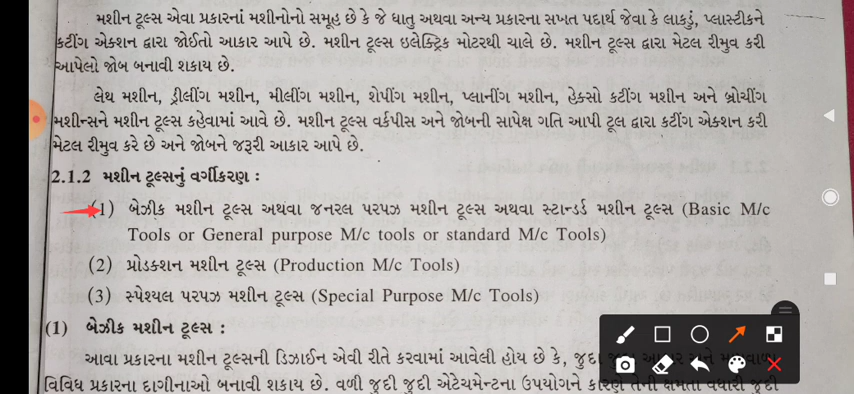 મશીન ટૂલ્સ એવા પ્રકારનાં મશીનોનો સમૂહ છે કે જે ધાતુ અથવા અન્ય પ્રકારના સખત પદાર્થ જેવા કે લાકડું, પ્લાસ્ટીકને
કટીંગ એક્શન દ્વારા જોઈતો આકાર આપે છે. મશીન ટૂલ્સ ઇલેક્ટ્રિક મોટરથી ચાલે છે. મશીન ટૂલ્સ દ્વારા મેટલ રીમુવ કરી
આપેલો જોબ બનાવી શકાય છે.
લેથ મશીન, ડ્રીલીંગ મશીન, મીલીંગ મશીન, શેપીંગ મશીન, પ્લાનીંગ મશીન, હેક્સો કટીંગ મશીન અને બ્રોચીંગ
મશીન્સને મશીન ટૂલ્સ કહેવામાં આવે છે. મશીન ટૂલ્સ વર્કપીસ અને જોબની સાપેક્ષ ગતિ આપી ટૂલ દ્વારા કટીંગ એક્શન કરી
મેટલ રીમુવ કરે છે અને જોબને જરૂરી આકાર આપે છે.
2.1.2 મશીન ટૂલ્સનું વર્ગીકરણ :
(1) બેઝીક મશીન ટૂલ્સ અથવા જનરલ પરપઝ મશીન ટૂલ્સ અથવા સ્ટાન્ડર્ડ મશીન ટૂલ્સ (Basic M/c
Tools or General purpose M/c tools or standard M/c Tools)
(2) પ્રોડક્શન મશીન ટૂલ્સ (Production M/c Tools)
(3) સ્પેશ્યલ પરપઝ મશીન ટૂલ્સ (Special Purpose M/c Tools)
(1) બેઝીક મશીન ટૂલ્સ :
આવા પ્રકારના મશીન ટૂલ્સની ડિઝાઈન એવી રીતે કરવામાં આવેલી હોય છે કે, જુદા
વિવિધ પ્રકારના દાગીનાઓ બનાવી શકાય છે. વળી જુદી જુદી એટેચમેન્ટના ઉપયોગને કારણે તેની ક્ષમતા વધારી જુદી